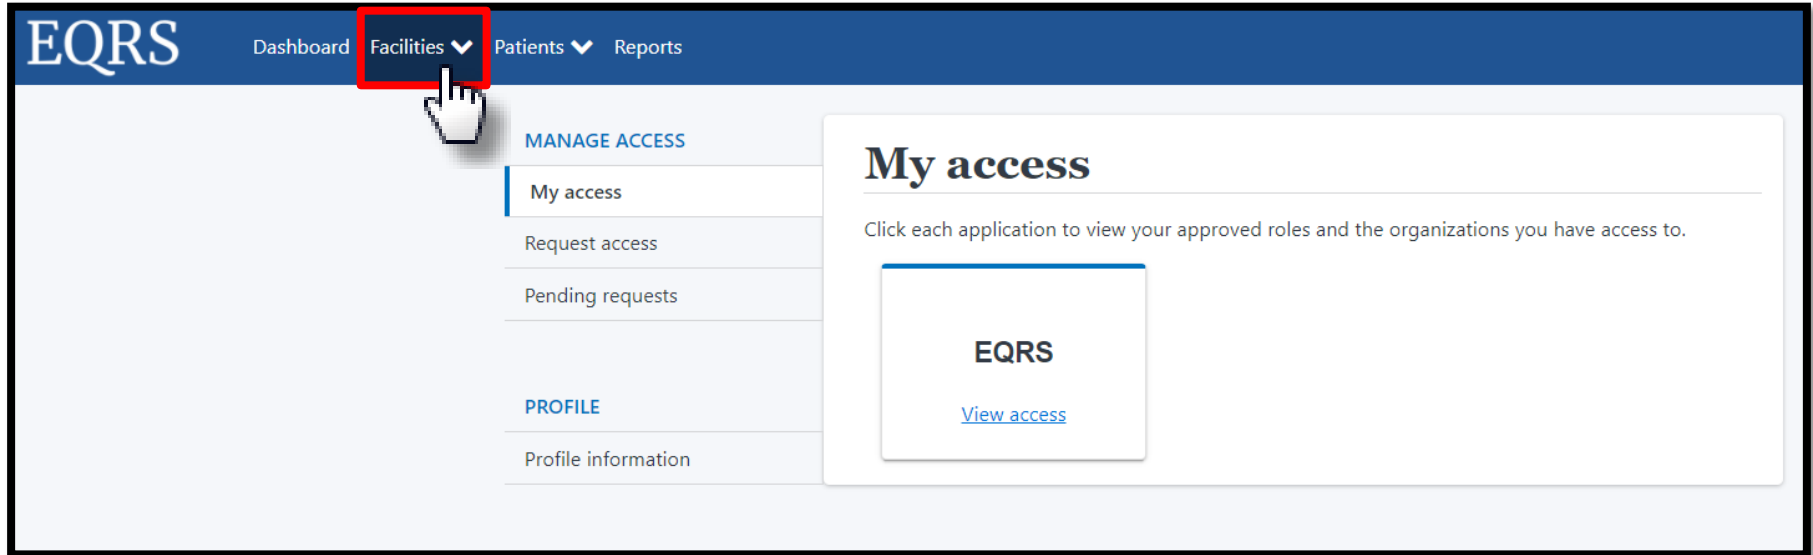 EQRS
Dashboard Facilities Patients Reports
MANAGE ACCESS
My access
Request access
Pending requests
PROFILE
Profile information
My access
Click each application to view your approved roles and the organizations you have access to.
EQRS
View access